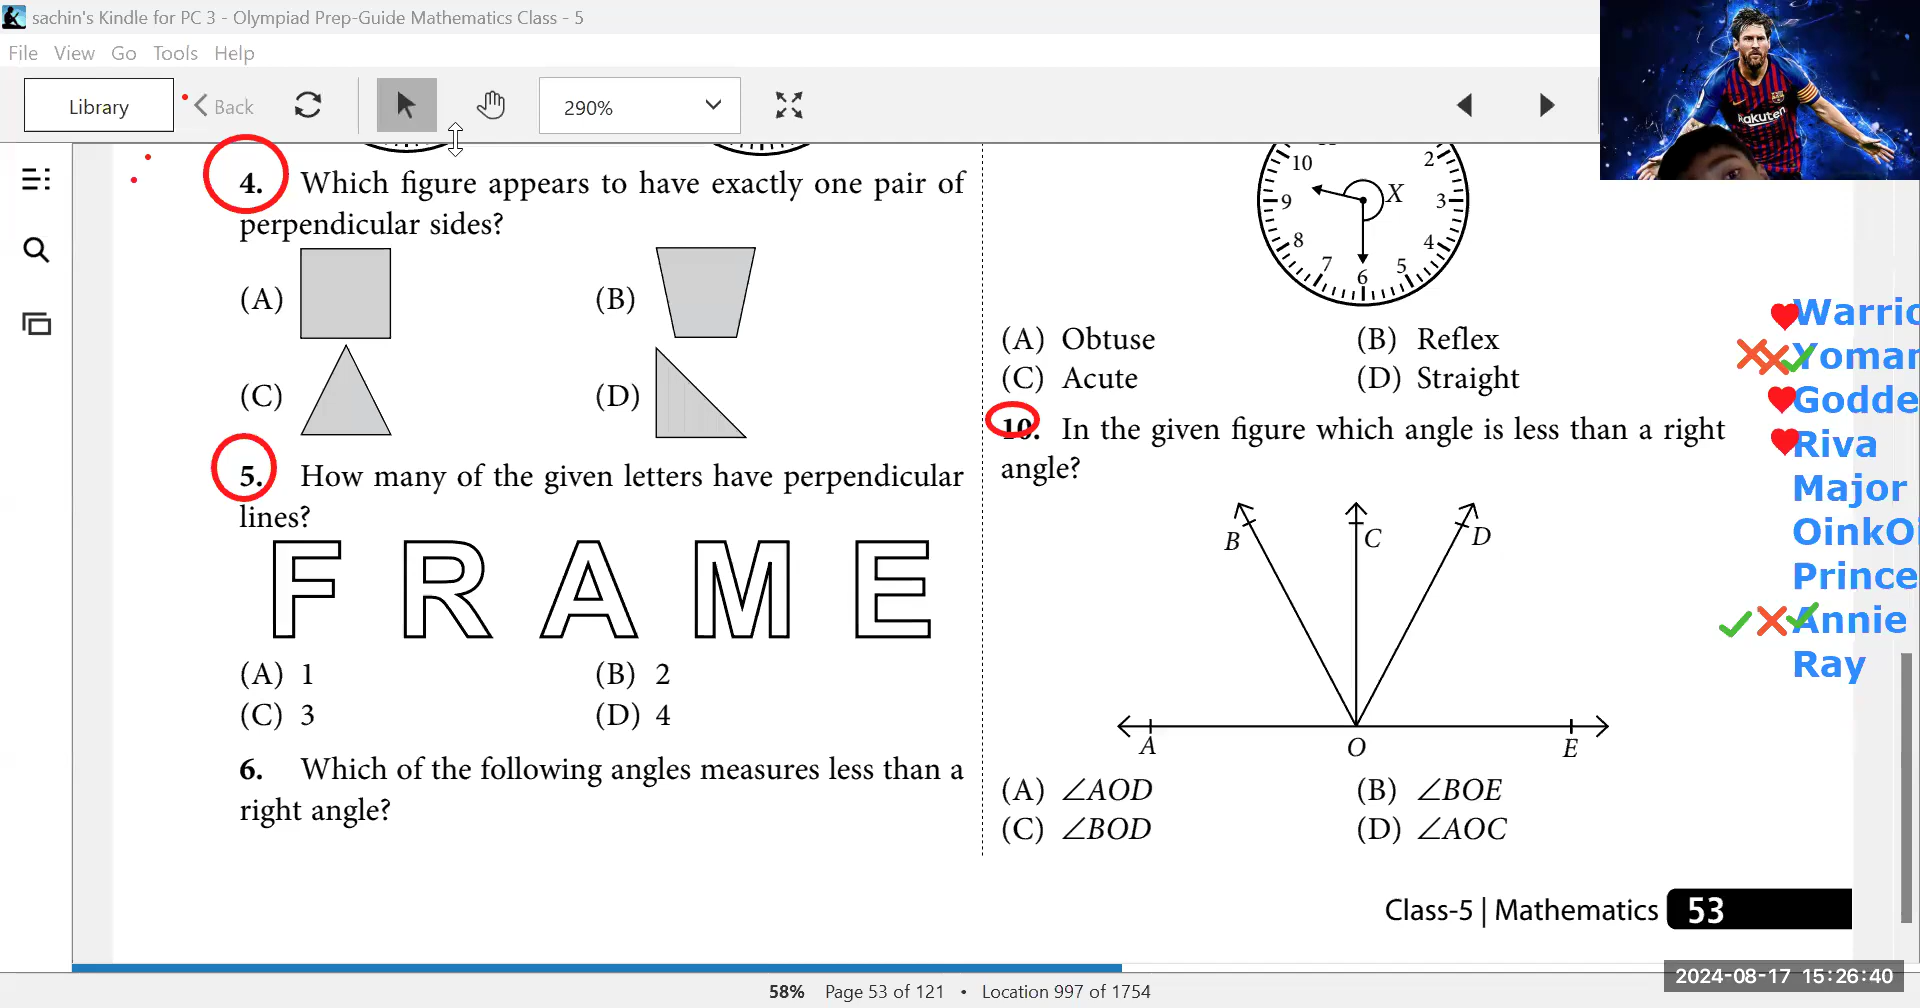 sachin's Kindle for PC 3 - Olympiad Prep-Guide Mathematics Class - 5
File View Go Tools Help
Library
Back
290%
4. Which figure appears to have exactly one pair of
perpendicular sides?
(A)
(B)
(C)
(D)
5. How many of the given letters have perpendicular
lines?
F R A M E
(A) 1
(B) 2
(C) 3
(D) 4
6. Which of the following angles measures less than a
right angle?
10
2
9
X
3
8
4
7
6
5
(A) Obtuse
(B) Reflex
(C) Acute
(D) Straight
10. In the given figure which angle is less than a right
angle?
B
C
D
A
O
E
(A) ∠AOD
(B) ∠BOE
(C) ∠BOD
(D) ∠AOC
Class-5 | Mathematics 53
Rakuten
Warrio
Yoman
Godde
Riva
Major
OinkOi
Prince
Annie
Ray
2024-08-17 15:26:40
58% Page 53 of 121 • Location 997 of 1754